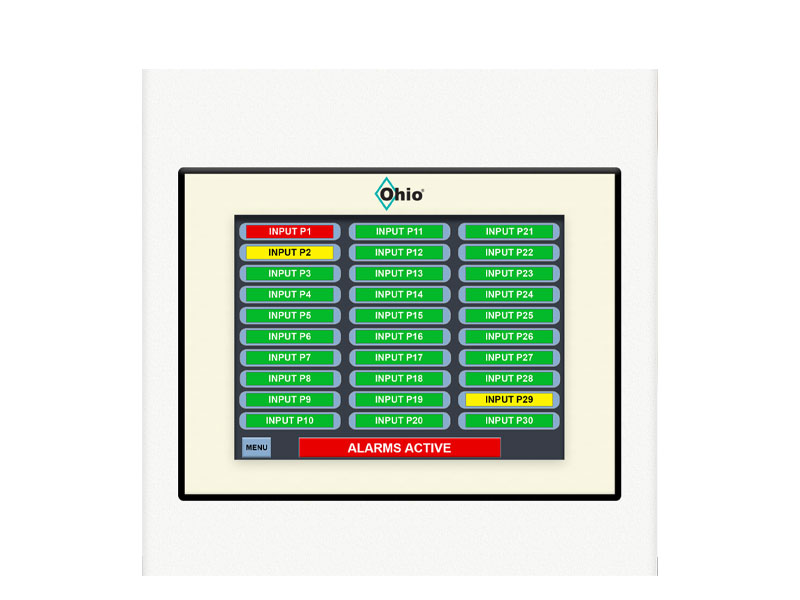 Ohio®
INPUT P1 INPUT P11 INPUT P21
INPUT P2 INPUT P12 INPUT P22
INPUT P3 INPUT P13 INPUT P23
INPUT P4 INPUT P14 INPUT P24
INPUT P5 INPUT P15 INPUT P25
INPUT P6 INPUT P16 INPUT P26
INPUT P7 INPUT P17 INPUT P27
INPUT P8 INPUT P18 INPUT P28
INPUT P9 INPUT P19 INPUT P29
INPUT P10 INPUT P20 INPUT P30
MENU ALARMS ACTIVE